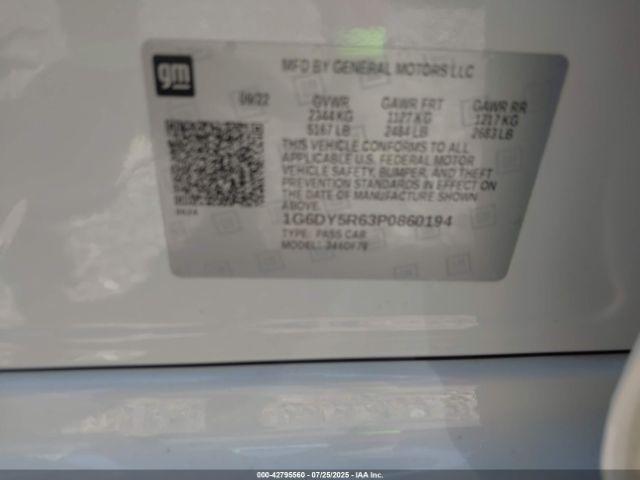 gm
MFD BY GENERAL MOTORS LLC
09/22 GVWR GAWR FRT GAWR RR
2344 KG 1127 KG 1217 KG
5167 LB 2484 LB 2683 LB
THIS VEHICLE CONFORMS TO ALL
APPLICABLE U.S. FEDERAL MOTOR
VEHICLE SAFETY, BUMPER, AND THEFT
PREVENTION STANDARDS IN EFFECT ON
THE DATE OF MANUFACTURE SHOWN
ABOVE.
1G6DY5R63P0860194
TYPE: PASS CAR
MODEL:
000-42795560 - 07/25/2025 - IAA Inc.